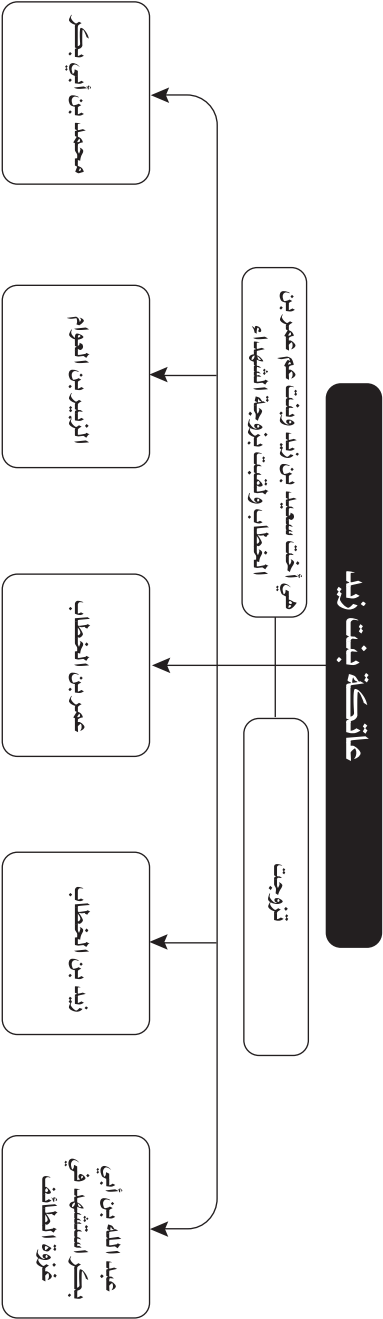 عاتكة بنت زيد
تزوجت
هي أخت سعيد بن زيد وبنت عم عمر بن
الخطاب ولقبت بزوجة الشهداء
عبد الله بن أبي
بكر استشهد في
غزوة الطائف
زيد بن الخطاب
عمر بن الخطاب
الزبير بن العوام
محمد بن أبي بكر